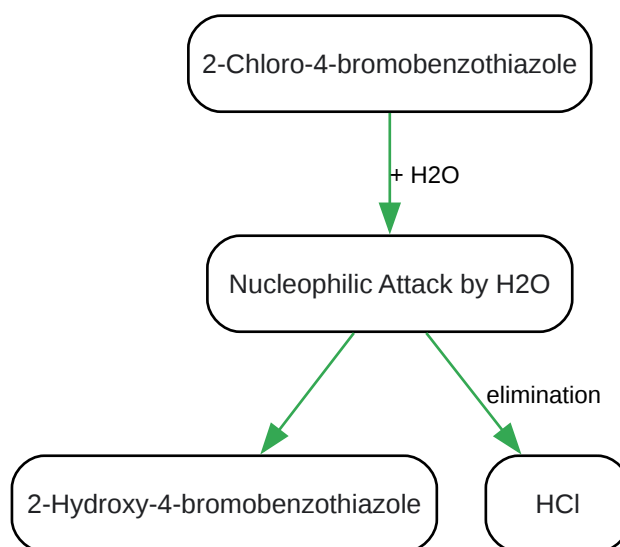 2-Chloro-4-bromobenzothiazole
+ H2O
Nucleophilic Attack by H2O
elimination
2-Hydroxy-4-bromobenzothiazole
HCl